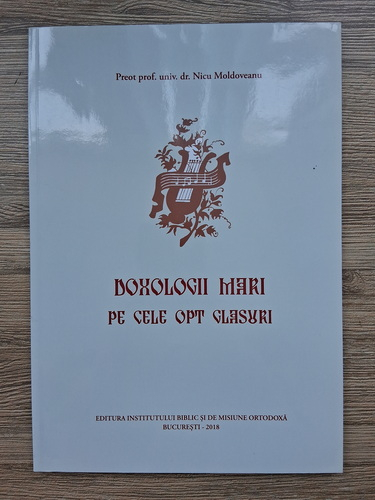 Preot prof. univ. dr. Nicu Moldoveanu
DOXOLOGII MARI
PE CELE OPT GLASURI
EDITURA INSTITUTULUI BIBLIC ȘI DE MISIUNE ORTODOXĂ
BUCUREȘTI - 2018